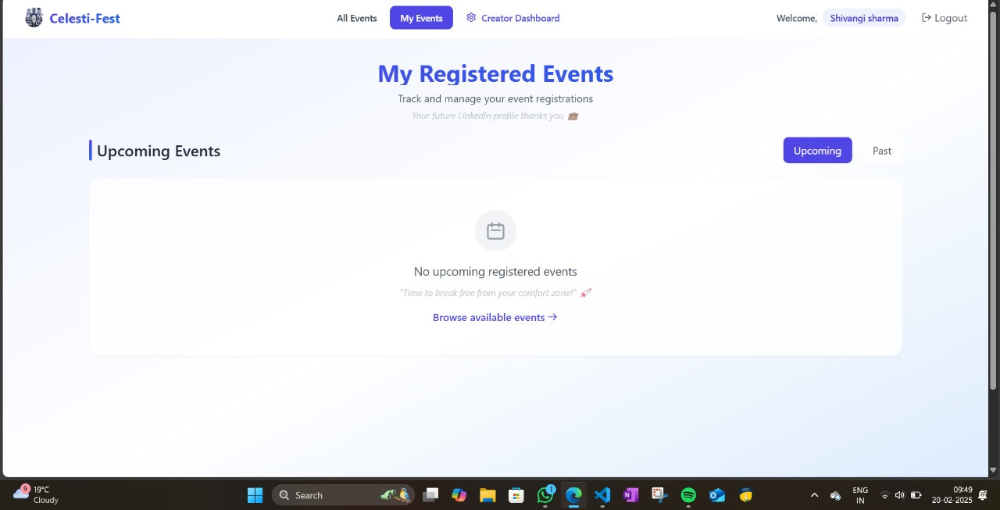 Celesti-Fest
All Events
My Events
Creator Dashboard
Welcome, Shivangi sharma
Logout
My Registered Events
Track and manage your event registrations
Your future LinkedIn profile thanks you
Upcoming Events
Upcoming
Past
No upcoming registered events
"Time to break free from your comfort zone!"
Browse available events →
9
19°C
Cloudy
Search
1
ENG
IN
09:49
20-02-2025